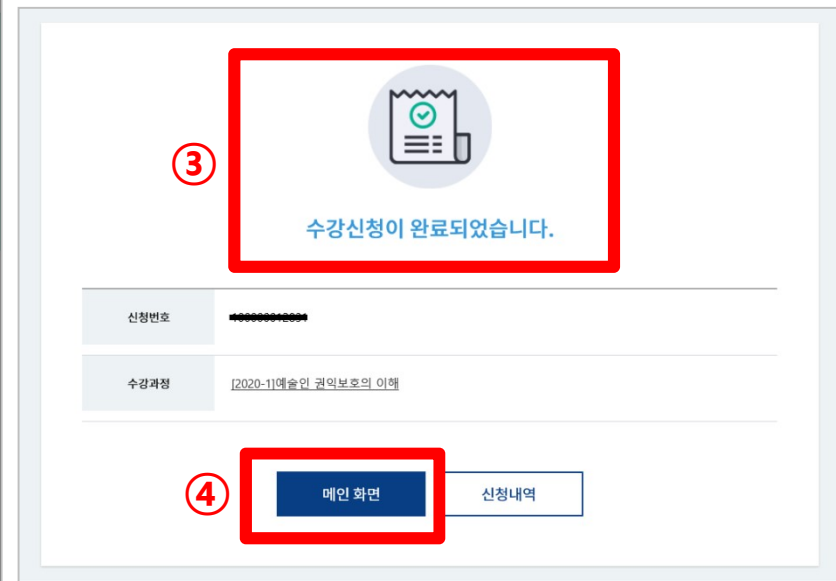 ③
수강신청이 완료되었습니다.
신청번호
수강과정 [2020-1]예술인 권익보호의 이해
④ 메인 화면 신청내역